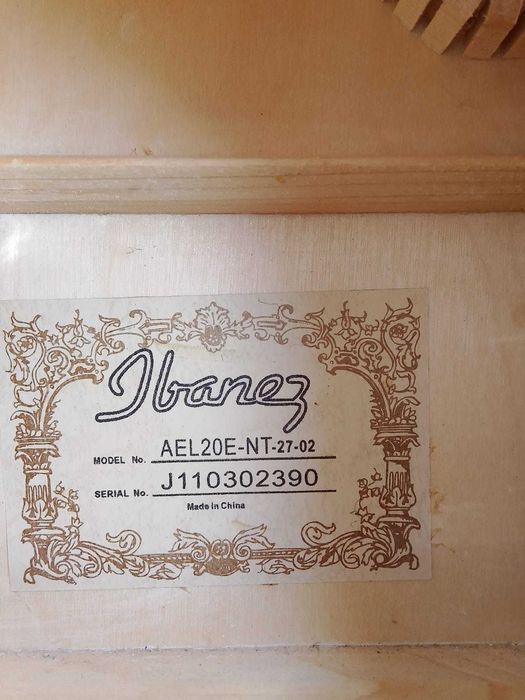 Ibanez
MODEL No. AEL20E-NT-27-02
SERIAL No. J110302390
Made in China